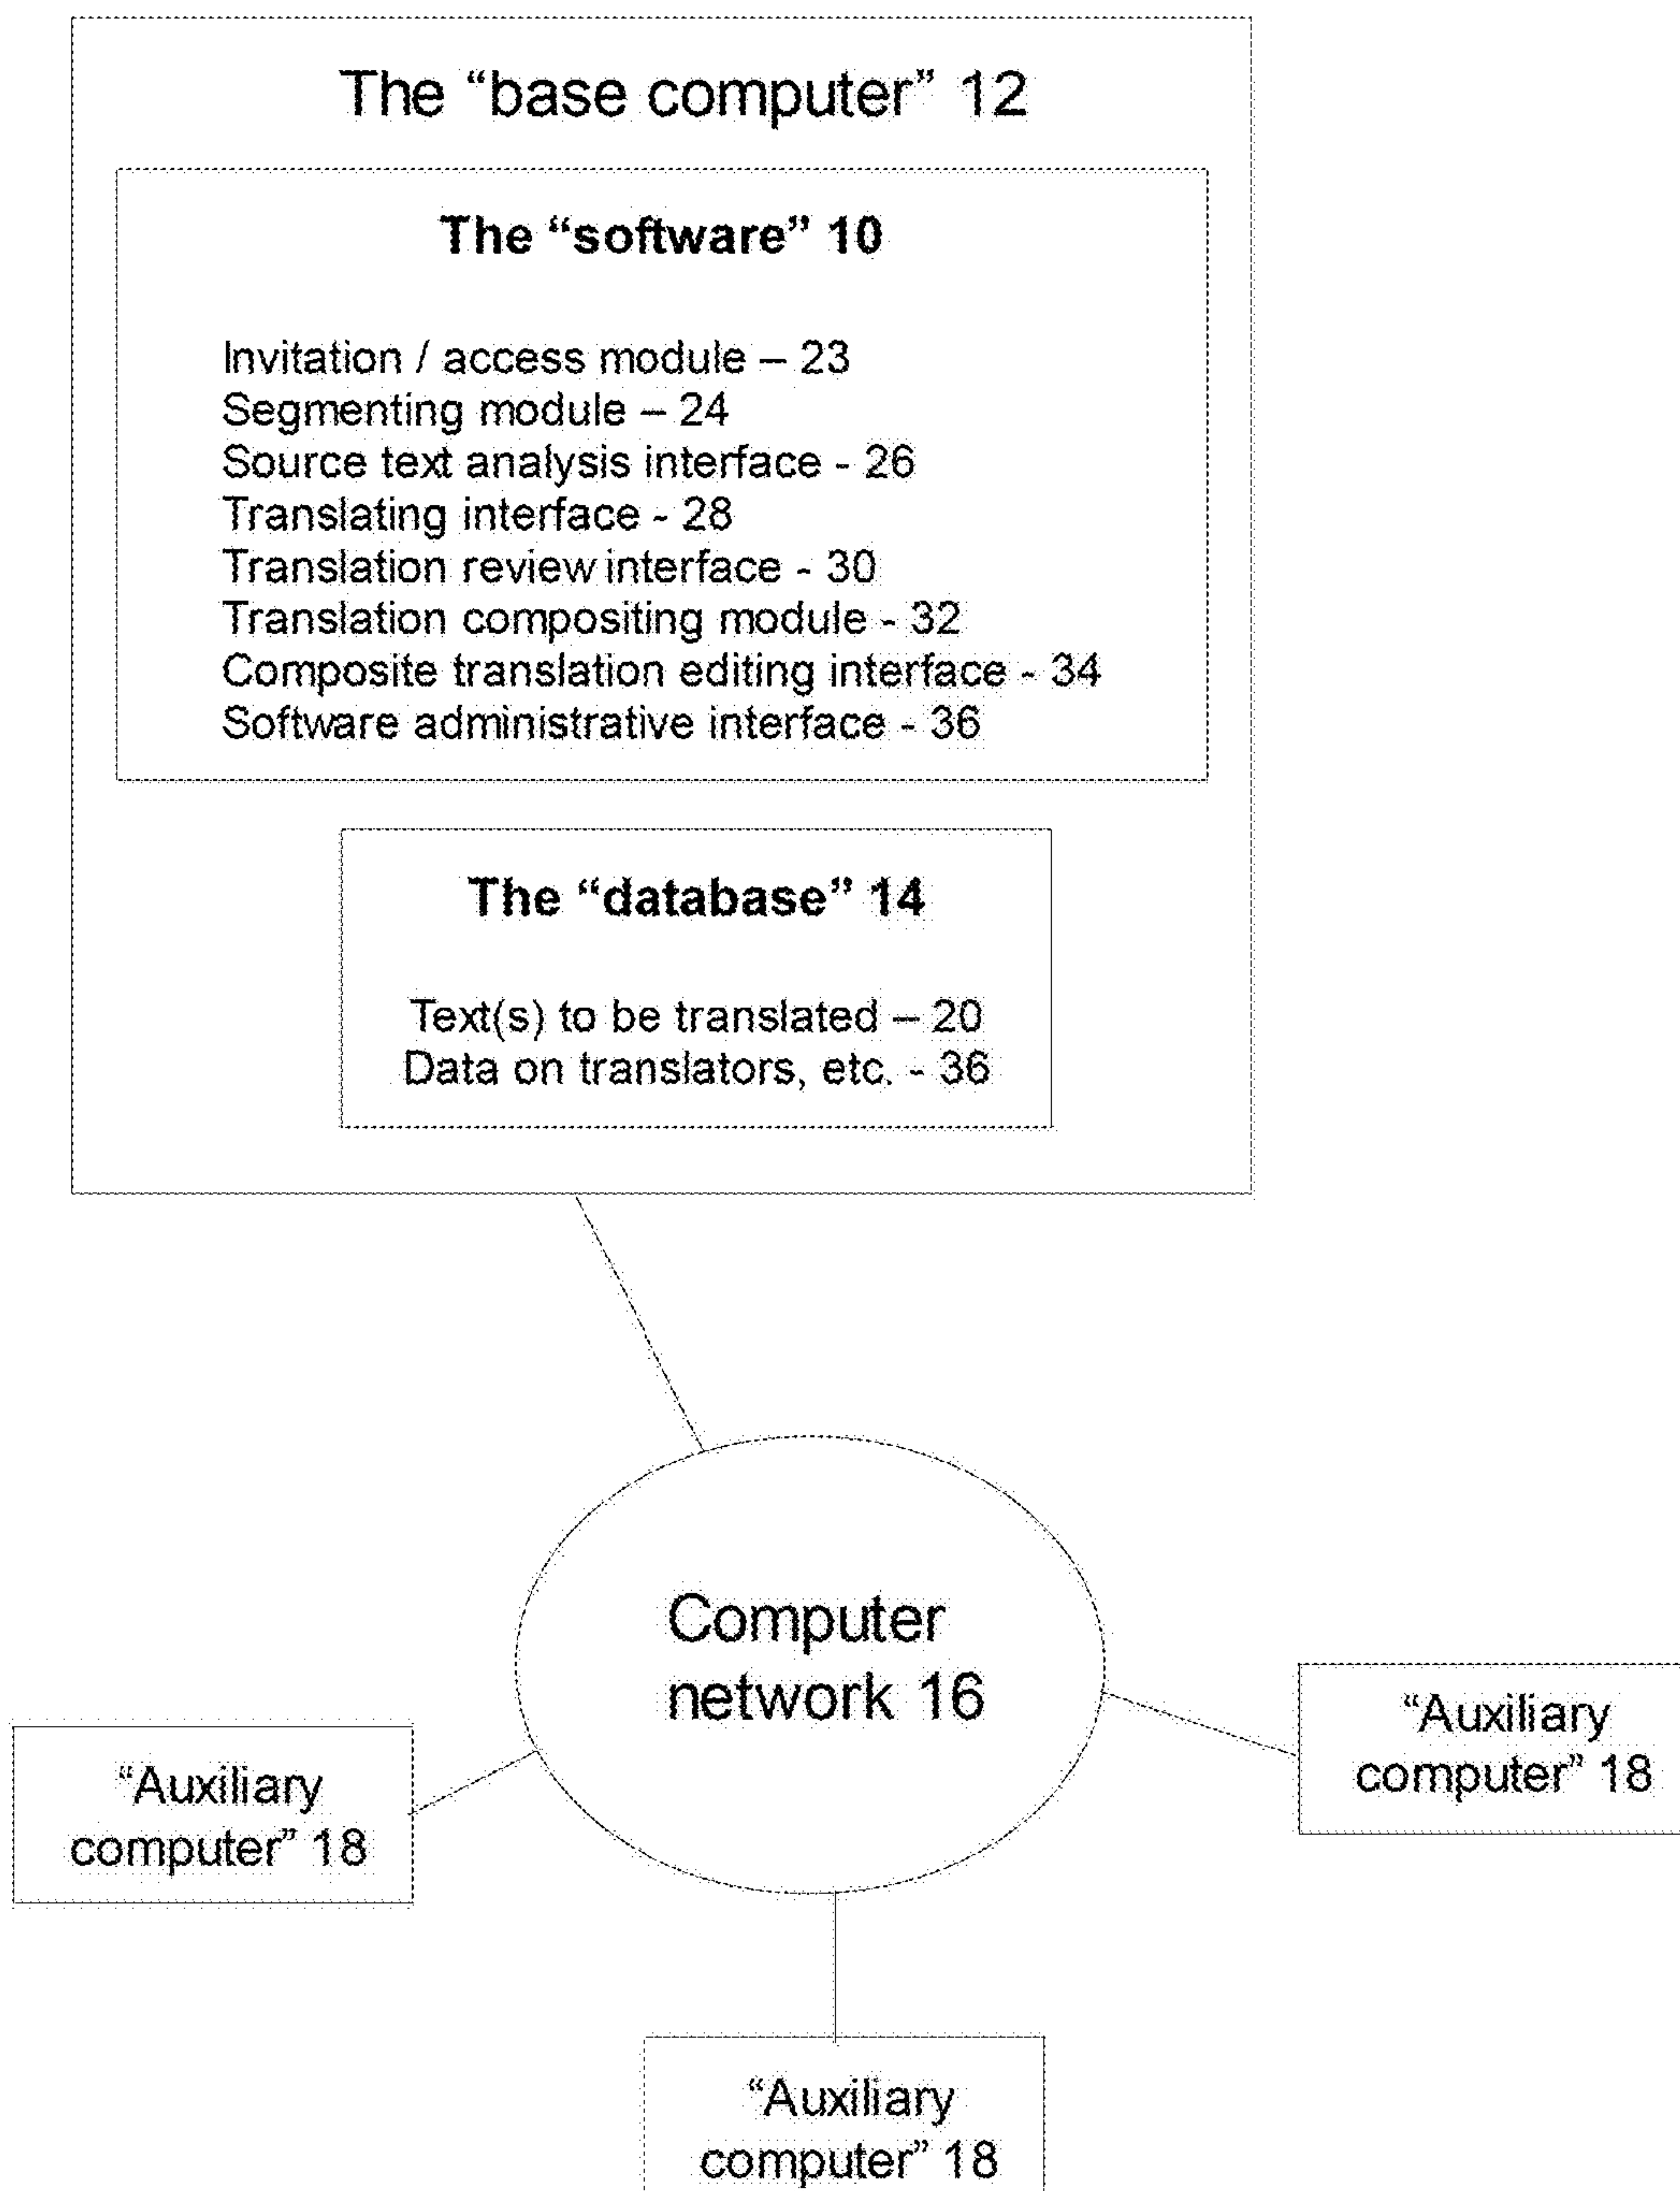 The “base computer” 12
The “software” 10
Invitation / access module – 23
Segmenting module – 24
Source text analysis interface - 26
Translating interface - 28
Translation review interface - 30
Translation compositing module - 32
Composite translation editing interface - 34
Software administrative interface - 36
The “database” 14
Text(s) to be translated – 20
Data on translators, etc. - 36
Computer
network 16
“Auxiliary
computer” 18
“Auxiliary
computer” 18
“Auxiliary
computer” 18